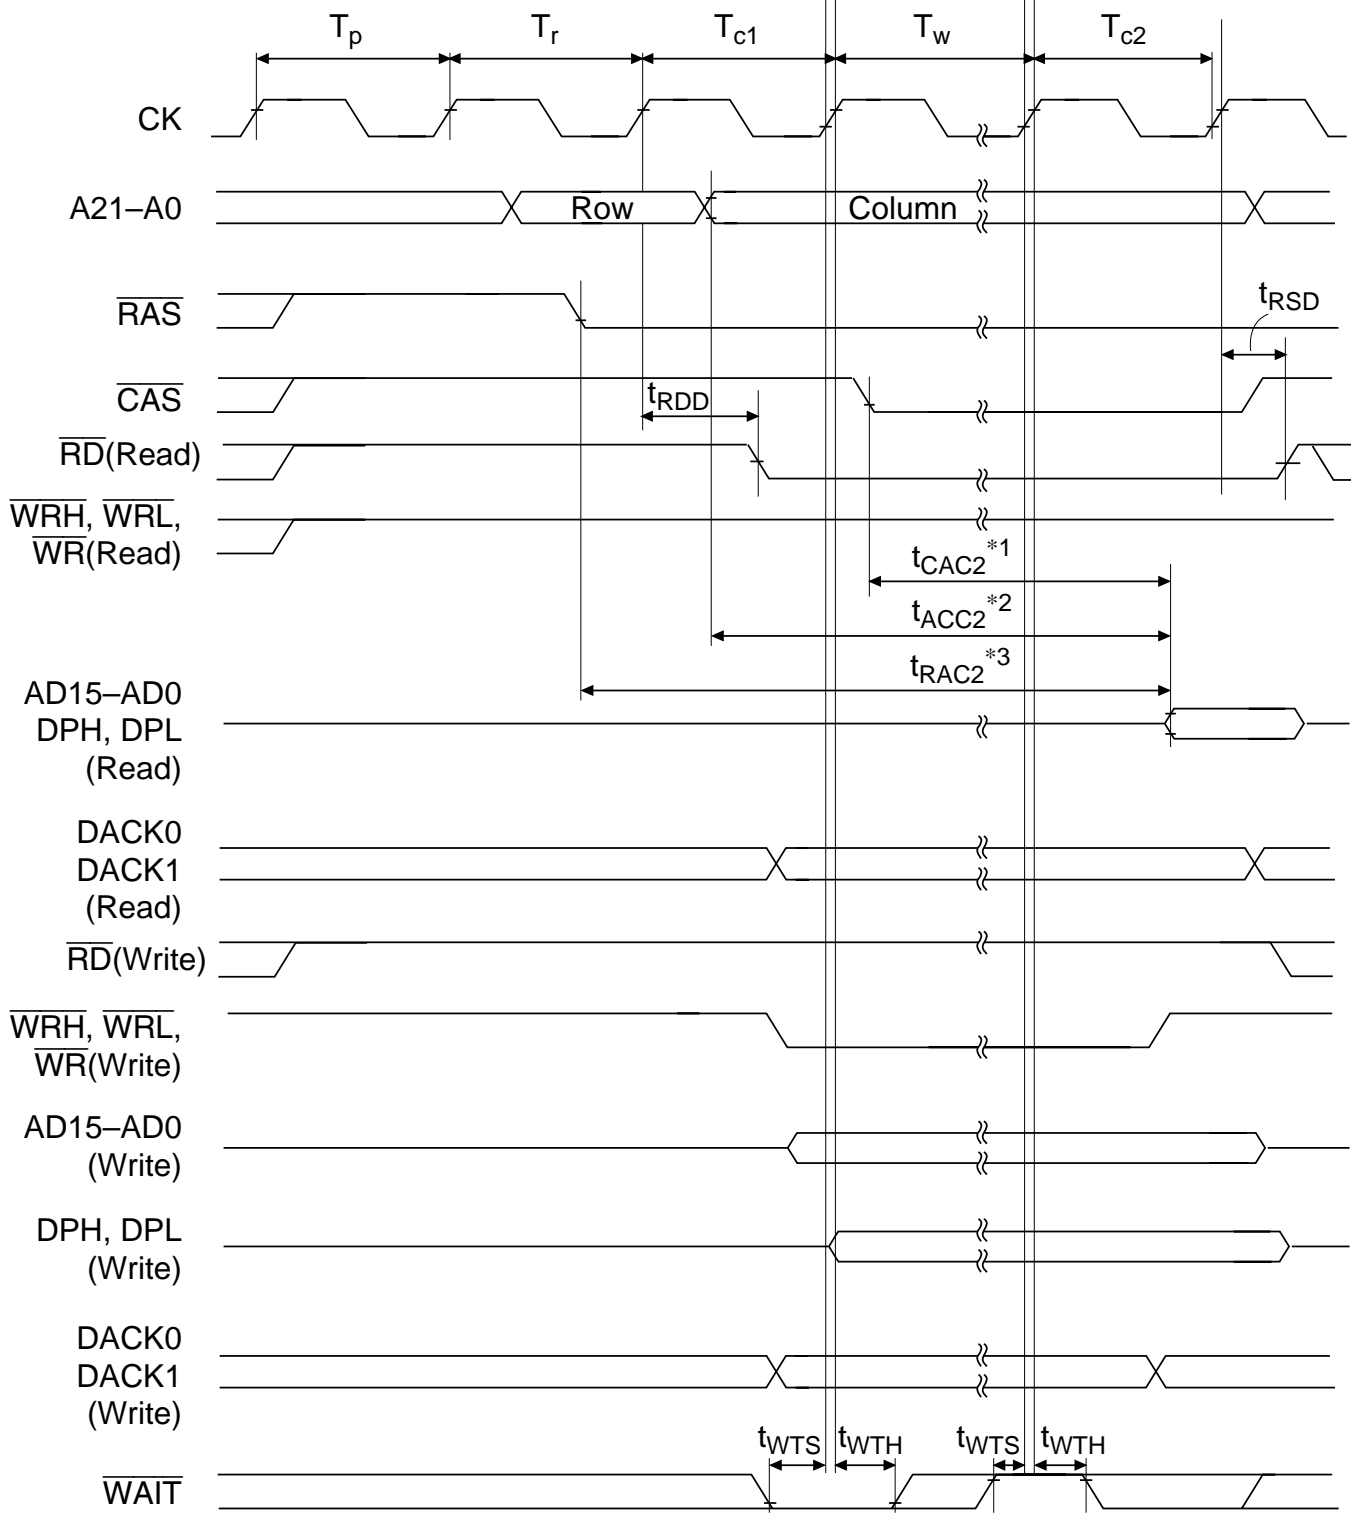 Tp Tr Tc1 Tw Tc2
CK
A21–A0 Row Column
RAS
tRSD
CAS
tRDD
RD(Read)
WRH, WRL,
WR(Read)
tCAC2*1
tACC2*2
tRAC2*3
AD15–AD0
DPH, DPL
(Read)
DACK0
DACK1
(Read)
RD(Write)
WRH, WRL,
WR(Write)
AD15–AD0
(Write)
DPH, DPL
(Write)
DACK0
DACK1
(Write)
tWTS tWTH tWTS tWTH
WAIT